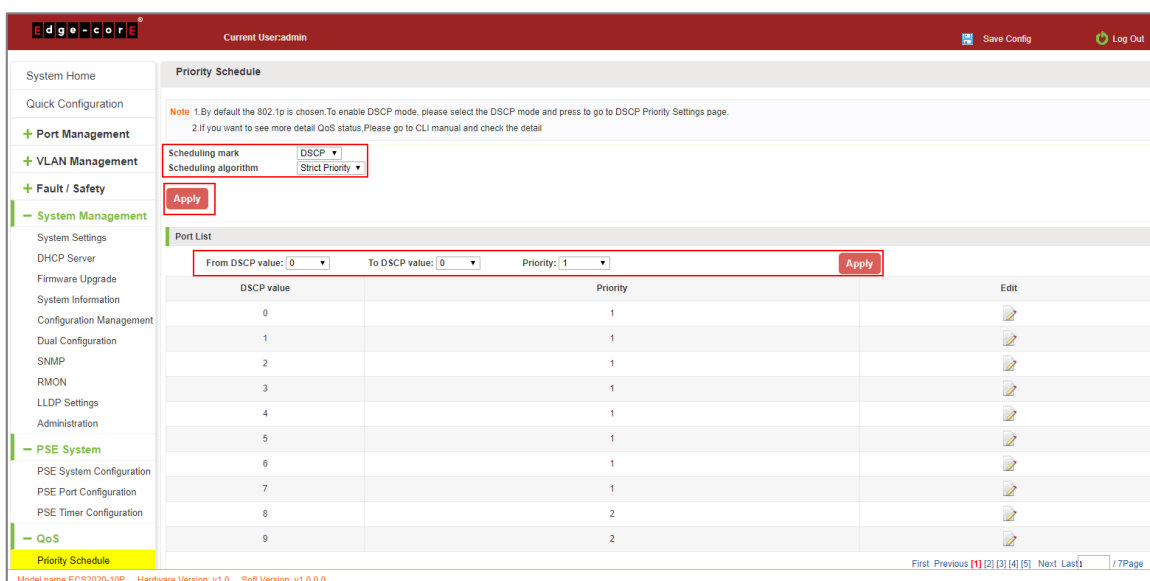 Edge-corE®
Current User:admin
Save Config
Log Out
System Home
Quick Configuration
+ Port Management
+ VLAN Management
+ Fault / Safety
− System Management
System Settings
DHCP Server
Firmware Upgrade
System Information
Configuration Management
Dual Configuration
SNMP
RMON
LLDP Settings
Administration
− PSE System
PSE System Configuration
PSE Port Configuration
PSE Timer Configuration
− QoS
Priority Schedule
Priority Schedule
Note 1.By default the 802.1p is chosen.To enable DSCP mode, please select the DSCP mode and press to go to DSCP Priority Settings page.
2.If you want to see more detail QoS status,Please go to CLI manual and check the detail
Scheduling mark DSCP
Scheduling algorithm Strict Priority
Apply
Port List
From DSCP value: 0 To DSCP value: 0 Priority: 1 Apply
DSCP value Priority Edit
0 1
1 1
2 1
3 1
4 1
5 1
6 1
7 1
8 2
9 2
First Previous [1] [2] [3] [4] [5] Next Last 1 / 7Page
Model name ECS2020-10P Hardware Version: v1.0 Soft Version: v1.0.0.0